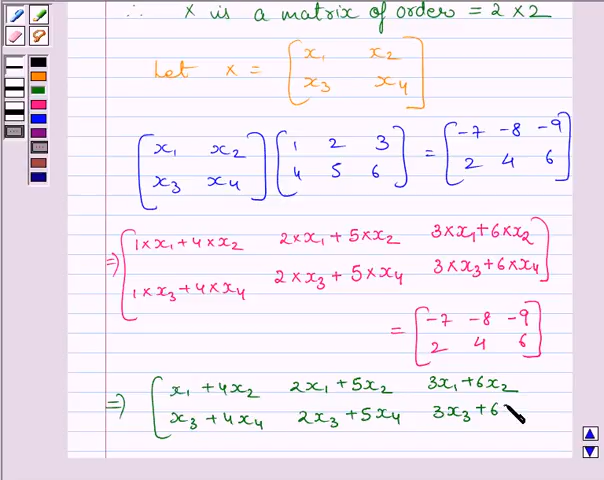 ∴ X is a matrix of order = 2 × 2
Let x = [x₁ x₂
x₃ x₄]
[x₁ x₂ [1 2 3 = [-7 -8 -9
x₃ x₄] 4 5 6] 2 4 6]
⇒ [1×x₁+4×x₂ 2×x₁+5×x₂ 3×x₁+6×x₂
1×x₃+4×x₄ 2×x₃+5×x₄ 3×x₃+6×x₄]
= [-7 -8 -9
2 4 6]
⇒ [x₁+4x₂ 2x₁+5x₂ 3x₁+6x₂
x₃+4x₄ 2x₃+5x₄ 3x₃+6